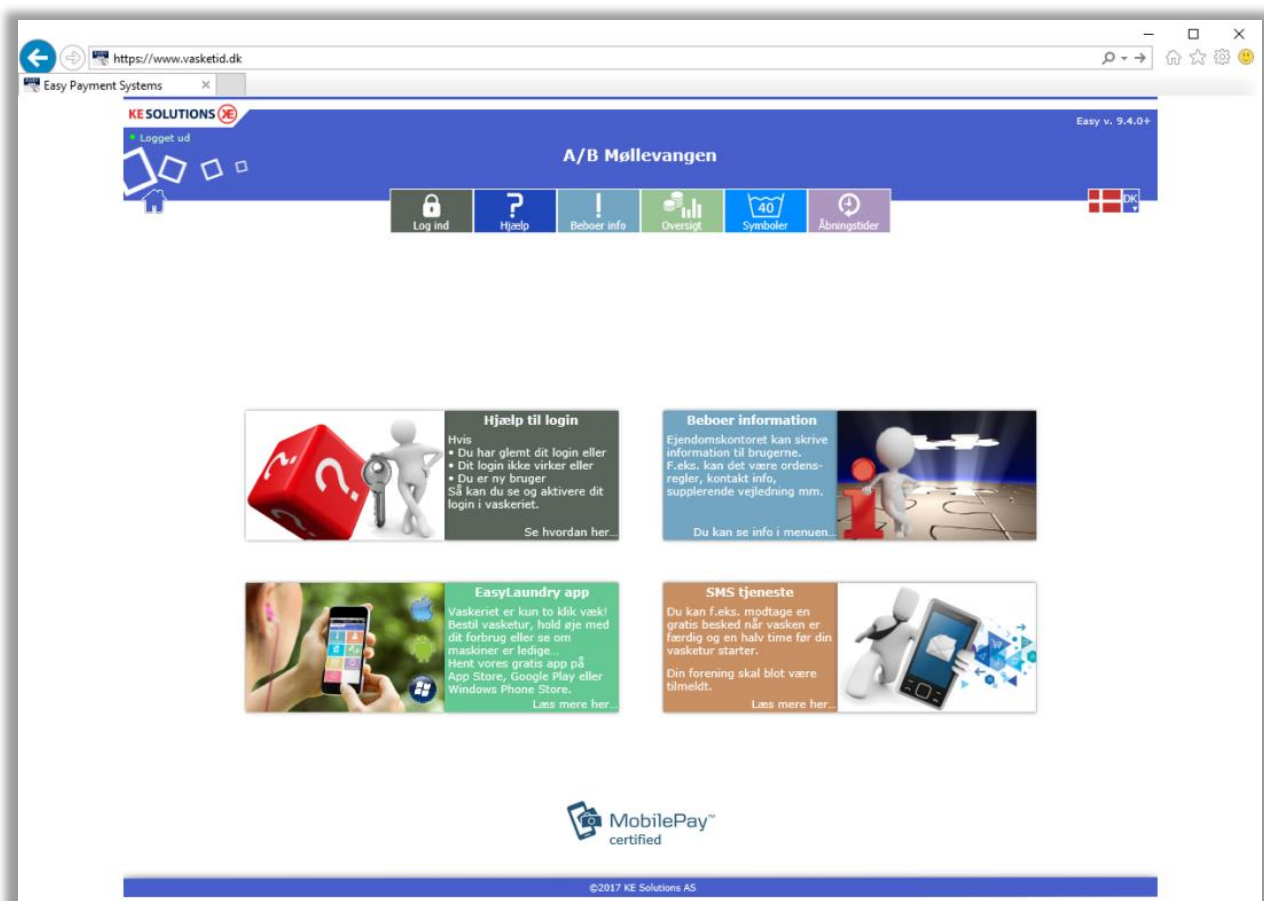 https://www.vasketid.dk
Easy Payment Systems
KE SOLUTIONS KE
Easy v. 9.4.0+
Logget ud
A/B Møllevangen
DK
40
Log ind
Hjælp
Beboer info
Oversigt
Symboler
Åbningstider
Hjælp til login
Hvis
• Du har glemt dit login eller
• Dit login ikke virker eller
• Du er ny bruger
Så kan du se og aktivere dit
login i vaskeriet.
Se hvordan her...
Beboer information
Ejendomskontoret kan skrive
information til brugerne.
F.eks. kan det være ordens-
regler, kontakt info,
supplerende vejledning mm.
Du kan se info i menuen...
EasyLaundry app
Vaskeriet er kun to klik væk!
Bestil vasketur, hold øje med
dit forbrug eller se om
maskiner er ledige...
Hent vores gratis app på
App Store, Google Play eller
Windows Phone Store.
Læs mere her...
SMS tjeneste
Du kan f.eks. modtage en
gratis besked når vasken er
færdig og en halv time før din
vasketur starter.
Din forening skal blot være
tilmeldt.
Læs mere her...
MobilePay™
certified
©2017 KE Solutions AS